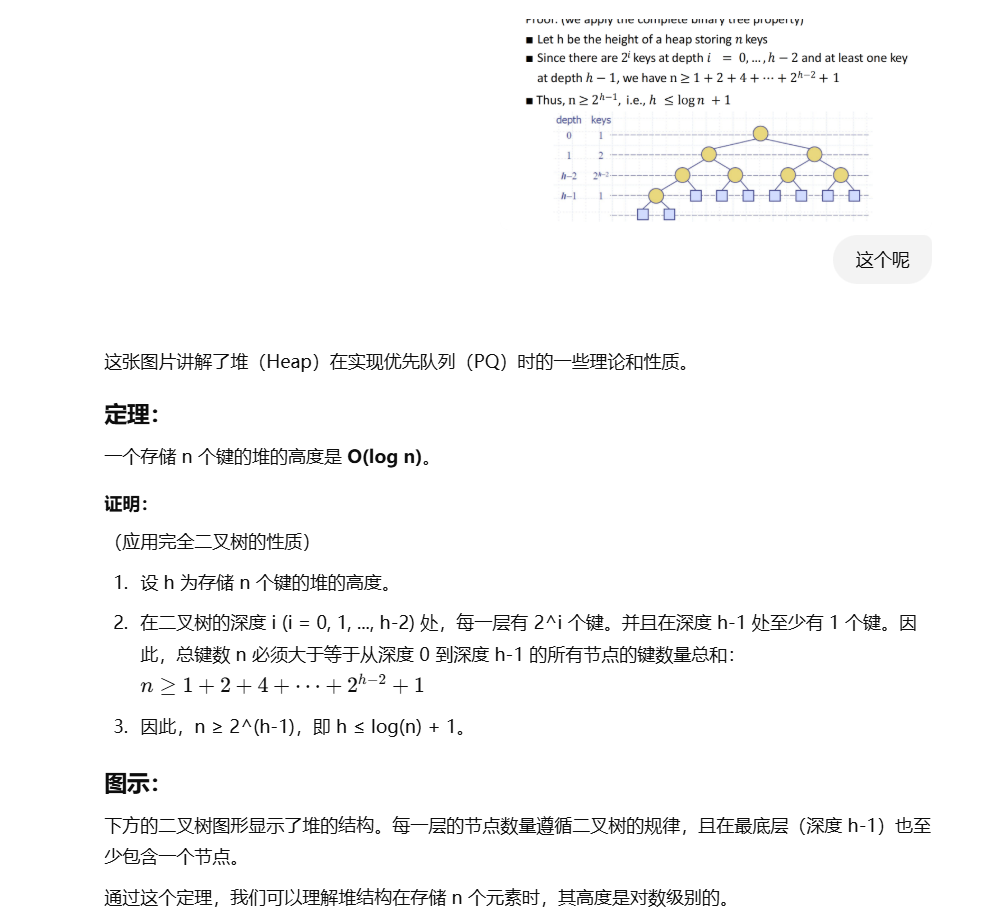 Proof: (we apply the complete binary tree property)
■ Let h be the height of a heap storing n keys
■ Since there are 2^i keys at depth i = 0, …, h − 2 and at least one key
at depth h − 1, we have n ≥ 1 + 2 + 4 + ⋯ + 2^{h−2} + 1
■ Thus, n ≥ 2^{h−1}, i.e., h ≤ log n + 1
depth keys
0 1
1 2
h−2 2^{h−2}
h−1 1
这个呢
这张图片讲解了堆（Heap）在实现优先队列（PQ）时的一些理论和性质。
定理：
一个存储 n 个键的堆的高度是 O(log n)。
证明：
（应用完全二叉树的性质）
1. 设 h 为存储 n 个键的堆的高度。
2. 在二叉树的深度 i (i = 0, 1, ..., h-2) 处，每一层有 2^i 个键。并且在深度 h-1 处至少有 1 个键。因
此，总键数 n 必须大于等于从深度 0 到深度 h-1 的所有节点的键数量总和：
n ≥ 1 + 2 + 4 + ⋯ + 2^{h−2} + 1
3. 因此，n ≥ 2^(h-1)，即 h ≤ log(n) + 1。
图示：
下方的二叉树图形显示了堆的结构。每一层的节点数量遵循二叉树的规律，且在最底层（深度 h-1）也至
少包含一个节点。
通过这个定理，我们可以理解堆结构在存储 n 个元素时，其高度是对数级别的。